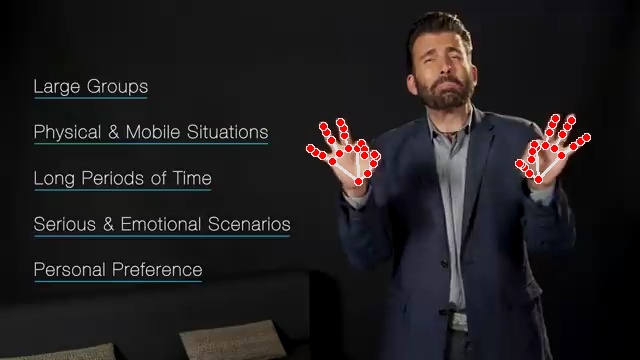 Large Groups
Physical & Mobile Situations
Long Periods of Time
Serious & Emotional Scenarios
Personal Preference